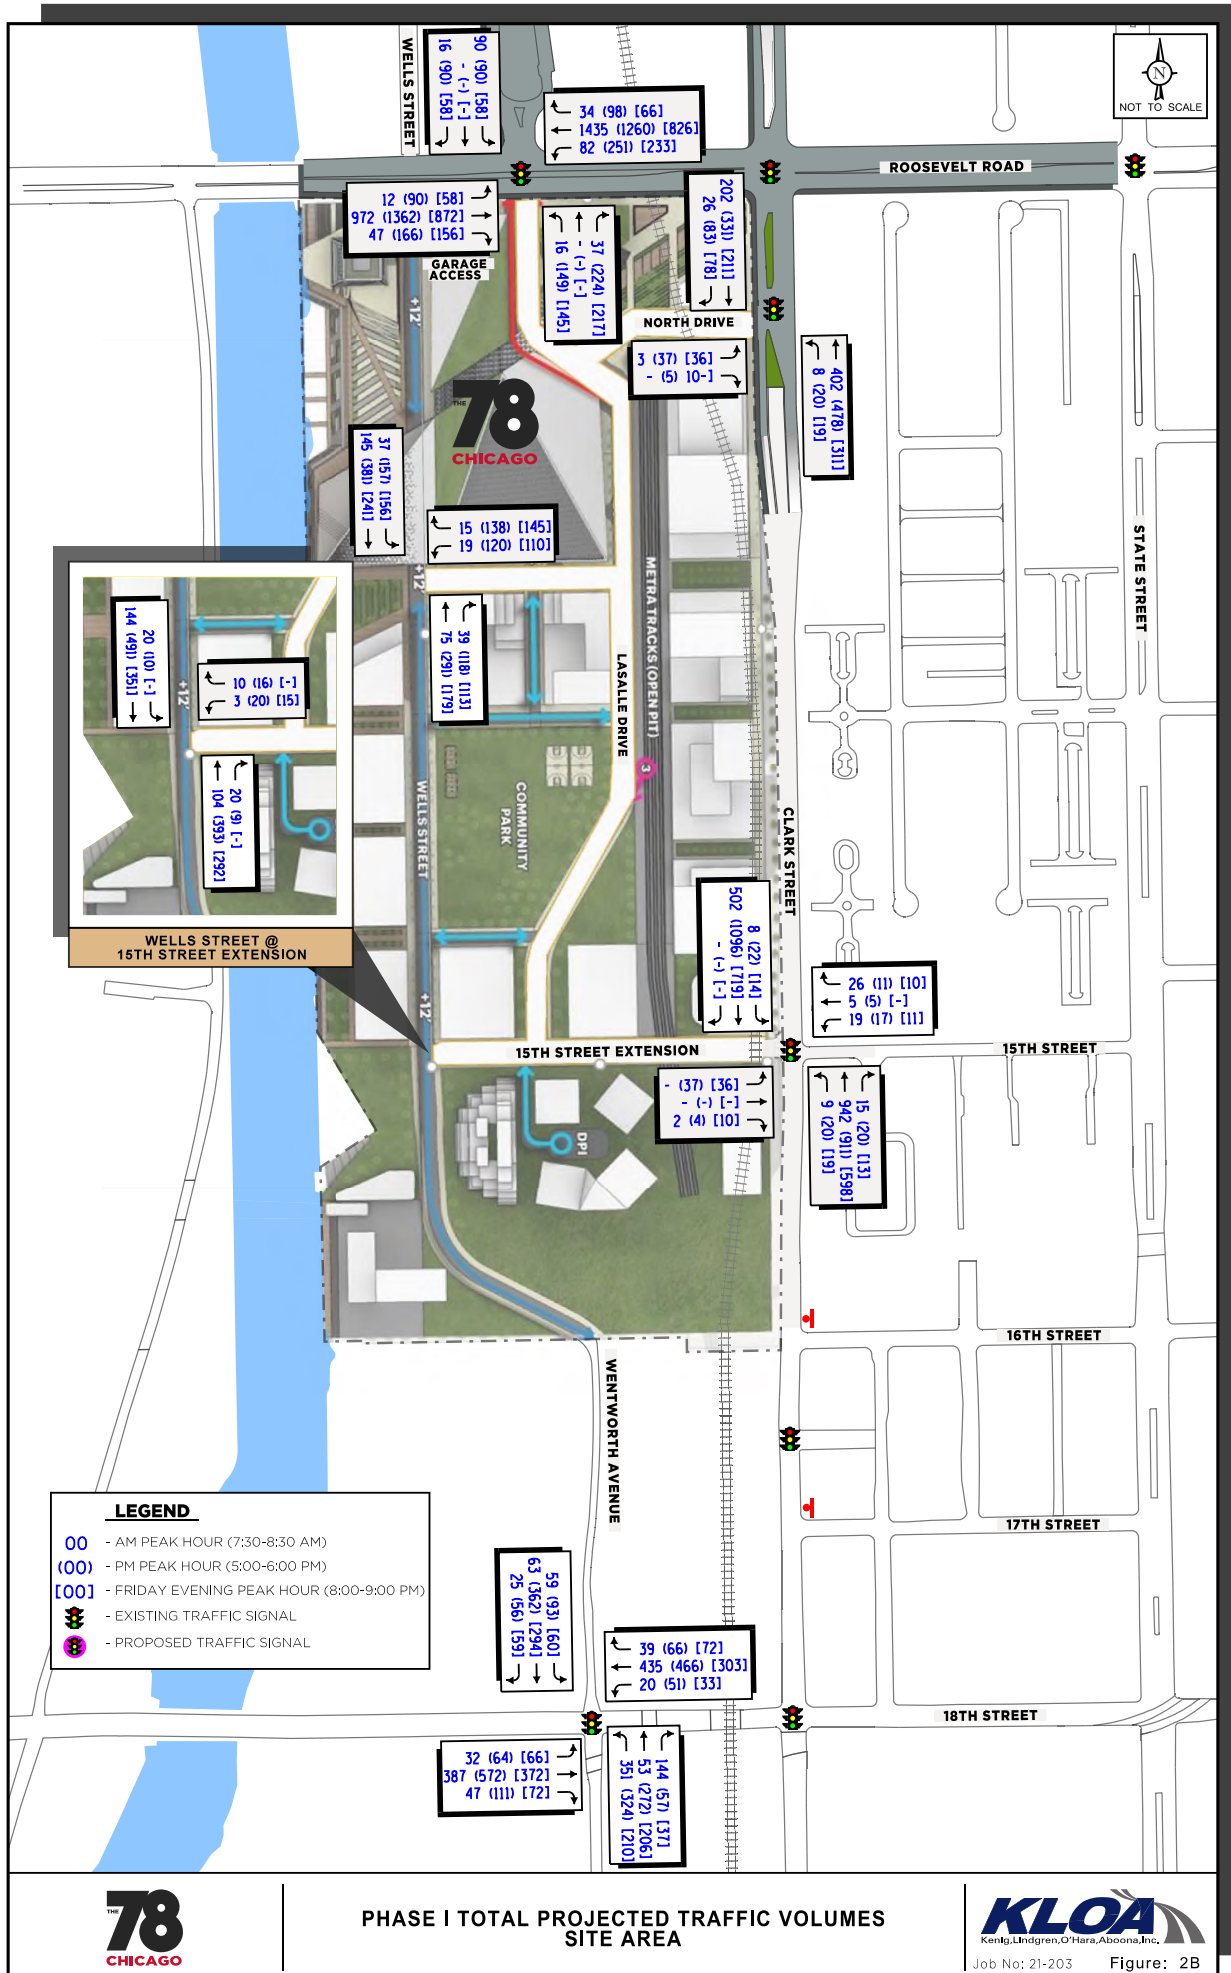 WELLS STREET
90 (90) [58]
- (-) [-]
16 (90) [58]
34 (98) [66]
1435 (1260) [826]
82 (251) [233]
N
NOT TO SCALE
ROOSEVELT ROAD
12 (90) [58]
972 (1362) [872]
47 (166) [156]
GARAGE
ACCESS
37 (224) [217]
- (-) [-]
16 (149) [145]
202 (331) [211]
26 (83) [78]
NORTH DRIVE
3 (37) [36]
- (5) 10-]
402 (478) [311]
8 (20) [19]
+12'
THE
78
CHICAGO
37 (157) [156]
145 (381) [241]
15 (138) [145]
19 (120) [110]
+12'
39 (118) [113]
75 (291) [179]
METRA TRACKS (OPEN PIT)
LASALLE DRIVE
STATE STREET
20 (10) [-]
144 (491) [351]
10 (16) [-]
3 (20) [15]
+12'
20 (9) [-]
104 (393) [292]
WELLS STREET @
15TH STREET EXTENSION
WELLS STREET
COMMUNITY
PARK
3
CLARK STREET
8 (22) [14]
502 (1096) [719]
- (-) [-]
26 (11) [10]
5 (5) [-]
19 (17) [11]
+12'
15TH STREET EXTENSION
15TH STREET
- (37) [36]
- (-) [-]
2 (4) [10]
15 (20) [13]
942 (911) [598]
9 (20) [19]
DPI
16TH STREET
WENTWORTH AVENUE
17TH STREET
LEGEND
00 - AM PEAK HOUR (7:30-8:30 AM)
(00) - PM PEAK HOUR (5:00-6:00 PM)
[00] - FRIDAY EVENING PEAK HOUR (8:00-9:00 PM)
- EXISTING TRAFFIC SIGNAL
- PROPOSED TRAFFIC SIGNAL
59 (93) [60]
63 (362) [294]
25 (56) [59]
39 (66) [72]
435 (466) [303]
20 (51) [33]
18TH STREET
32 (64) [66]
387 (572) [372]
47 (111) [72]
144 (57) [37]
53 (272) [206]
351 (324) [210]
THE
78
CHICAGO
PHASE I TOTAL PROJECTED TRAFFIC VOLUMES
SITE AREA
KLOA
Kenig,Lindgren,O'Hara,Aboona,Inc.
Job No: 21-203 Figure: 2B